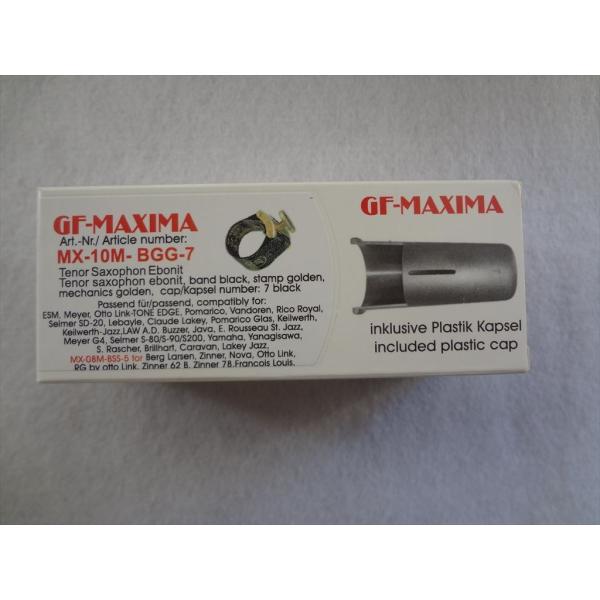 GF-MAXIMA
Art.-Nr./ Article number:
MX-10M- BGG-7
Tenor Saxophon Ebonit
Tenor saxophon ebonit, band black, stamp golden,
mechanics golden, cap/Kapsel number: 7 black
Passend für/passend, compatibly for:
ESM, Meyer, Otto Link-TONE EDGE, Pomarico, Vandoren, Rico Royal,
Selmer SD-20, Lebayle, Claude Lakey, Pomarico Glas, Keilwerth,
Keilwerth-Jazz,LAW A.D. Buzzer, Java, E. Rousseau St. Jazz,
Meyer G4, Selmer S-80/S-90/S200, Yamaha, Yanagisawa,
S. Rascher, Brillhart, Caravan, Lakey Jazz,
MX-08M-BSS-5 for Berg Larsen, Zinner, Nova, Otto Link,
RG by otto Link, Zinner 62 B, Zinner 78,Francois Louis,
GF-MAXIMA
inklusive Plastik Kapsel
included plastic cap